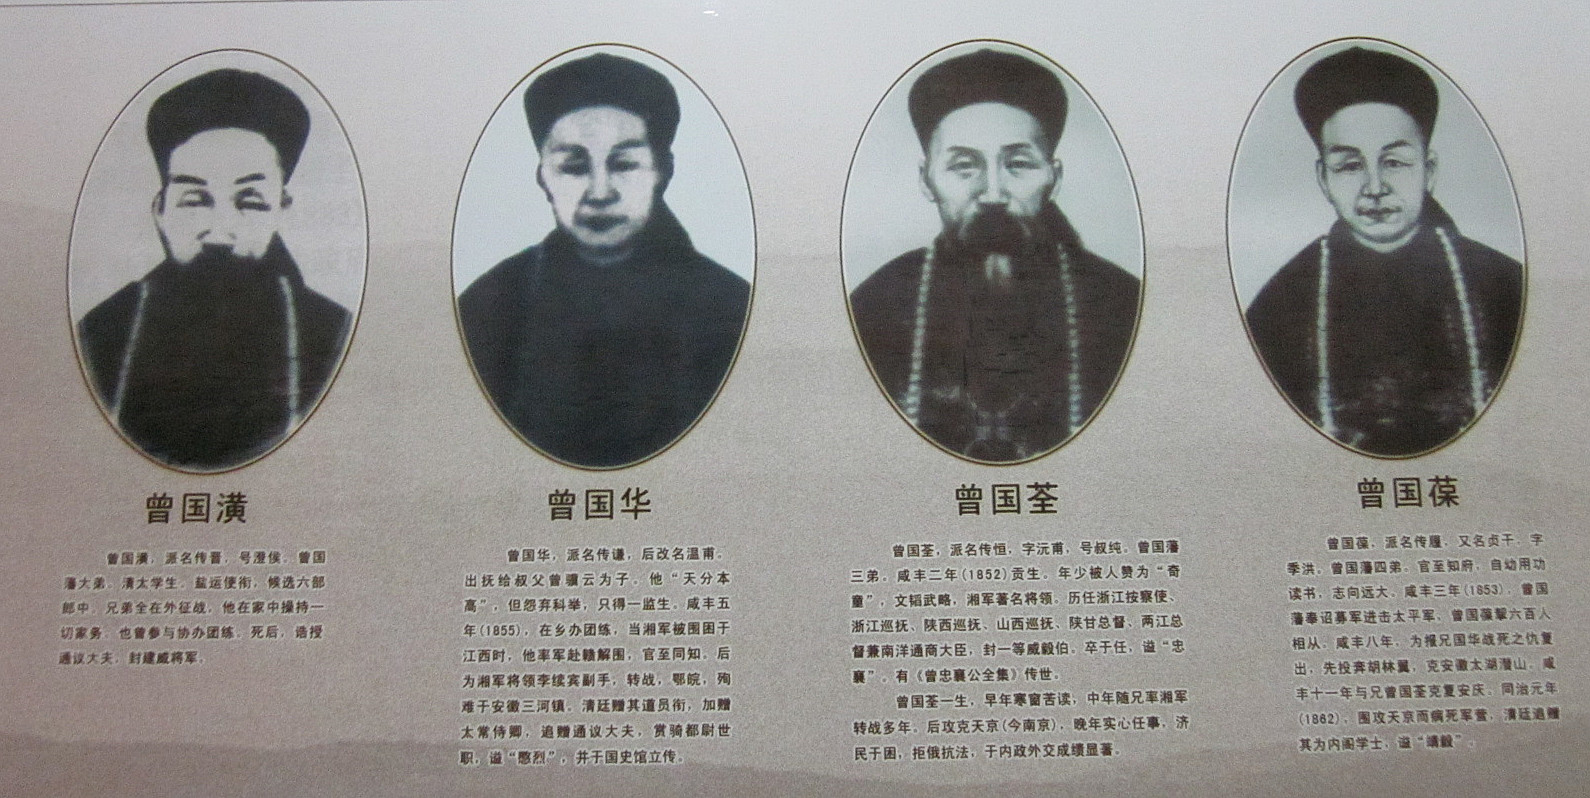 曾国潢
曾国潢，派名传晋，号澄侯，曾国
藩大弟，清太学生，盐运使衔，候选六部
郎中。兄弟全在外征战，他在家中操持一
切家务，也曾参与协办团练，死后，诰授
通议大夫，封建威将军。
曾国华
曾国华，派名传谦，后改名温甫。
出抚给叔父曾骥云为子。他“天分本
高”，但怨弃科举，只得一监生。咸丰五
年(1855)，在乡办团练，当湘军被围困于
江西时，他率军赴赣解围，官至同知。后
为湘军将领李续宾副手，转战，鄂皖，殉
难于安徽三河镇。清廷赠其道员衔，加赠
太常侍卿，追赠通议大夫，赏骑都尉世
职，谥“愍烈”，并于国史馆立传。
曾国荃
曾国荃，派名传恒，字沅甫，号叔纯。曾国藩
三弟。咸丰二年(1852)贡生。年少被人赞为“奇
童”，文韬武略，湘军著名将领。历任浙江按察使、
浙江巡抚、陕西巡抚、山西巡抚、陕甘总督、两江总
督兼南洋通商大臣，封一等威毅伯。卒于任，谥“忠
襄”。有《曾忠襄公全集》传世。
曾国荃一生，早年寒窗苦读，中年随兄率湘军
转战多年。后攻克天京(今南京)，晚年实心任事，济
民于困，拒俄抗法，于内政外交成绩显著。
曾国葆
曾国葆，派名传履，又名贞干，字
季洪。曾国藩四弟。官至知府，自幼用功
读书，志向远大。咸丰三年(1853)，曾国
藩奉诏募军进击太平军，曾国葆擊六百人
相从。咸丰八年，为报兄国华战死之仇复
出，先投奔胡林翼，克安徽太湖潜山。咸
丰十一年与兄曾国荃克复安庆。同治元年
(1862)，围攻天京而病死军营，清廷追赠
其为内阁学士，谥“靖毅”。